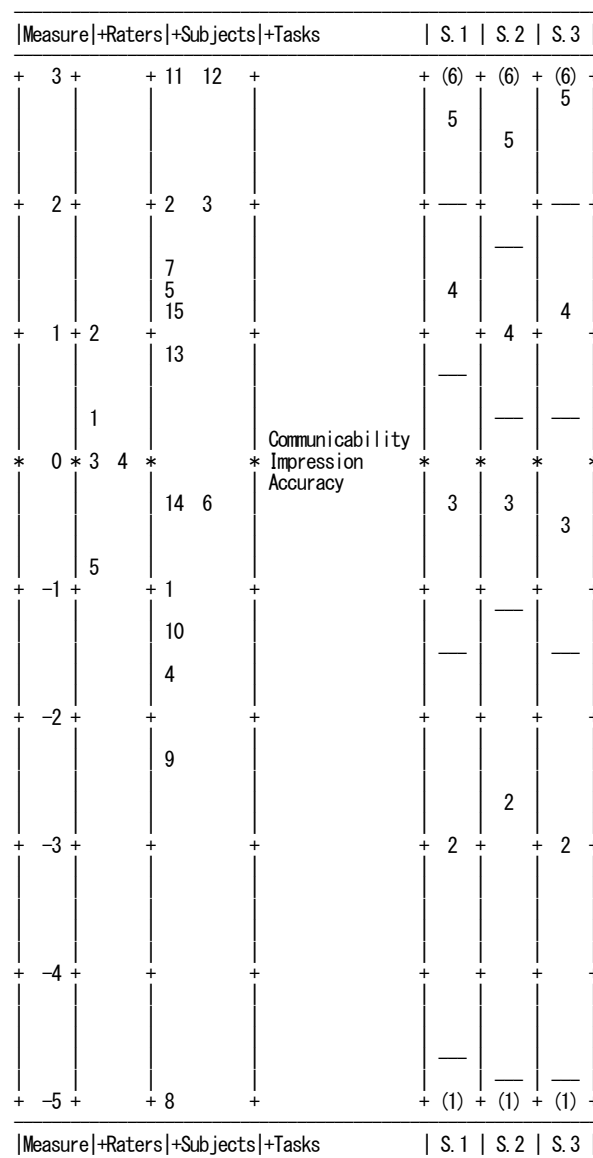 |Measure|+Raters|+Subjects|+Tasks | S.1 | S.2 | S.3 |
+ 3 + + 11 12 + + (6) + (6) + (6) +
5
5
5
+ 2 + + 2 3 + + — + + — +
—
7
5 4
15 4
+ 1 + 2 + + + + 4 + +
13
—
1 — —
Communicability
* 0 * 3 4 * * Impression * * * *
Accuracy
14 6 3 3
3
5
+ -1 + + 1 + + + + +
—
10
— —
4
+ -2 + + + + + + +
9
2
+ -3 + + + + 2 + + 2 +
+ -4 + + + + + + +
—
— —
+ -5 + + 8 + + (1) + (1) + (1) +
|Measure|+Raters|+Subjects|+Tasks | S.1 | S.2 | S.3 |